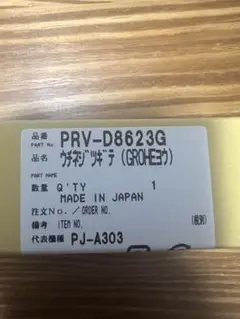 品番 PRV-D8623G
PART No.
品名 ウチネジツギテ(GROHEヨウ)
PART NAME
数量 Q'TY 1
MADE IN JAPAN
注文No./ORDER NO.
備考 ITEM NO.
代表機種 PJ-A303